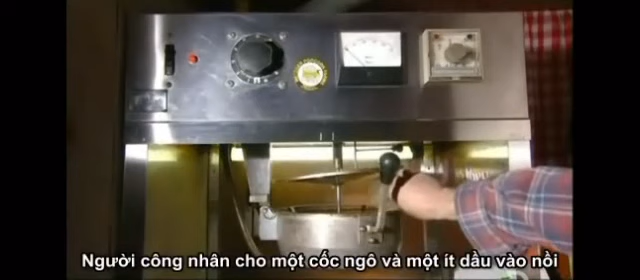 Người công nhân cho một cốc ngô và một ít dầu vào nồi